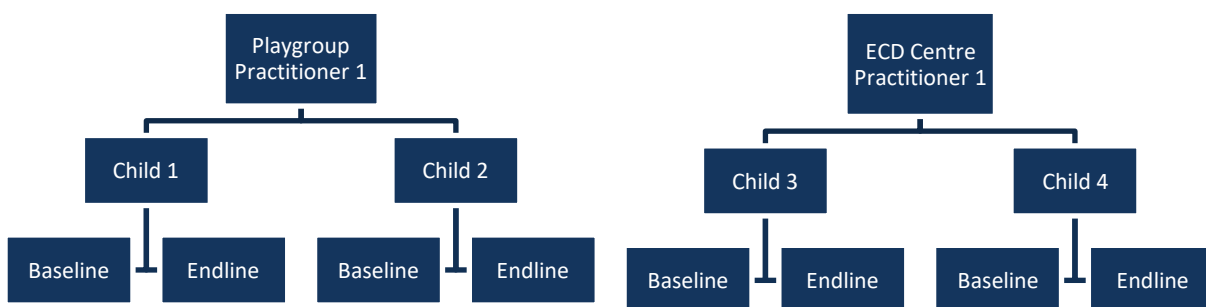 Playgroup
Practitioner 1
ECD Centre
Practitioner 1
Child 1
Child 2
Child 3
Child 4
Baseline
Endline
Baseline
Endline
Baseline
Endline
Baseline
Endline